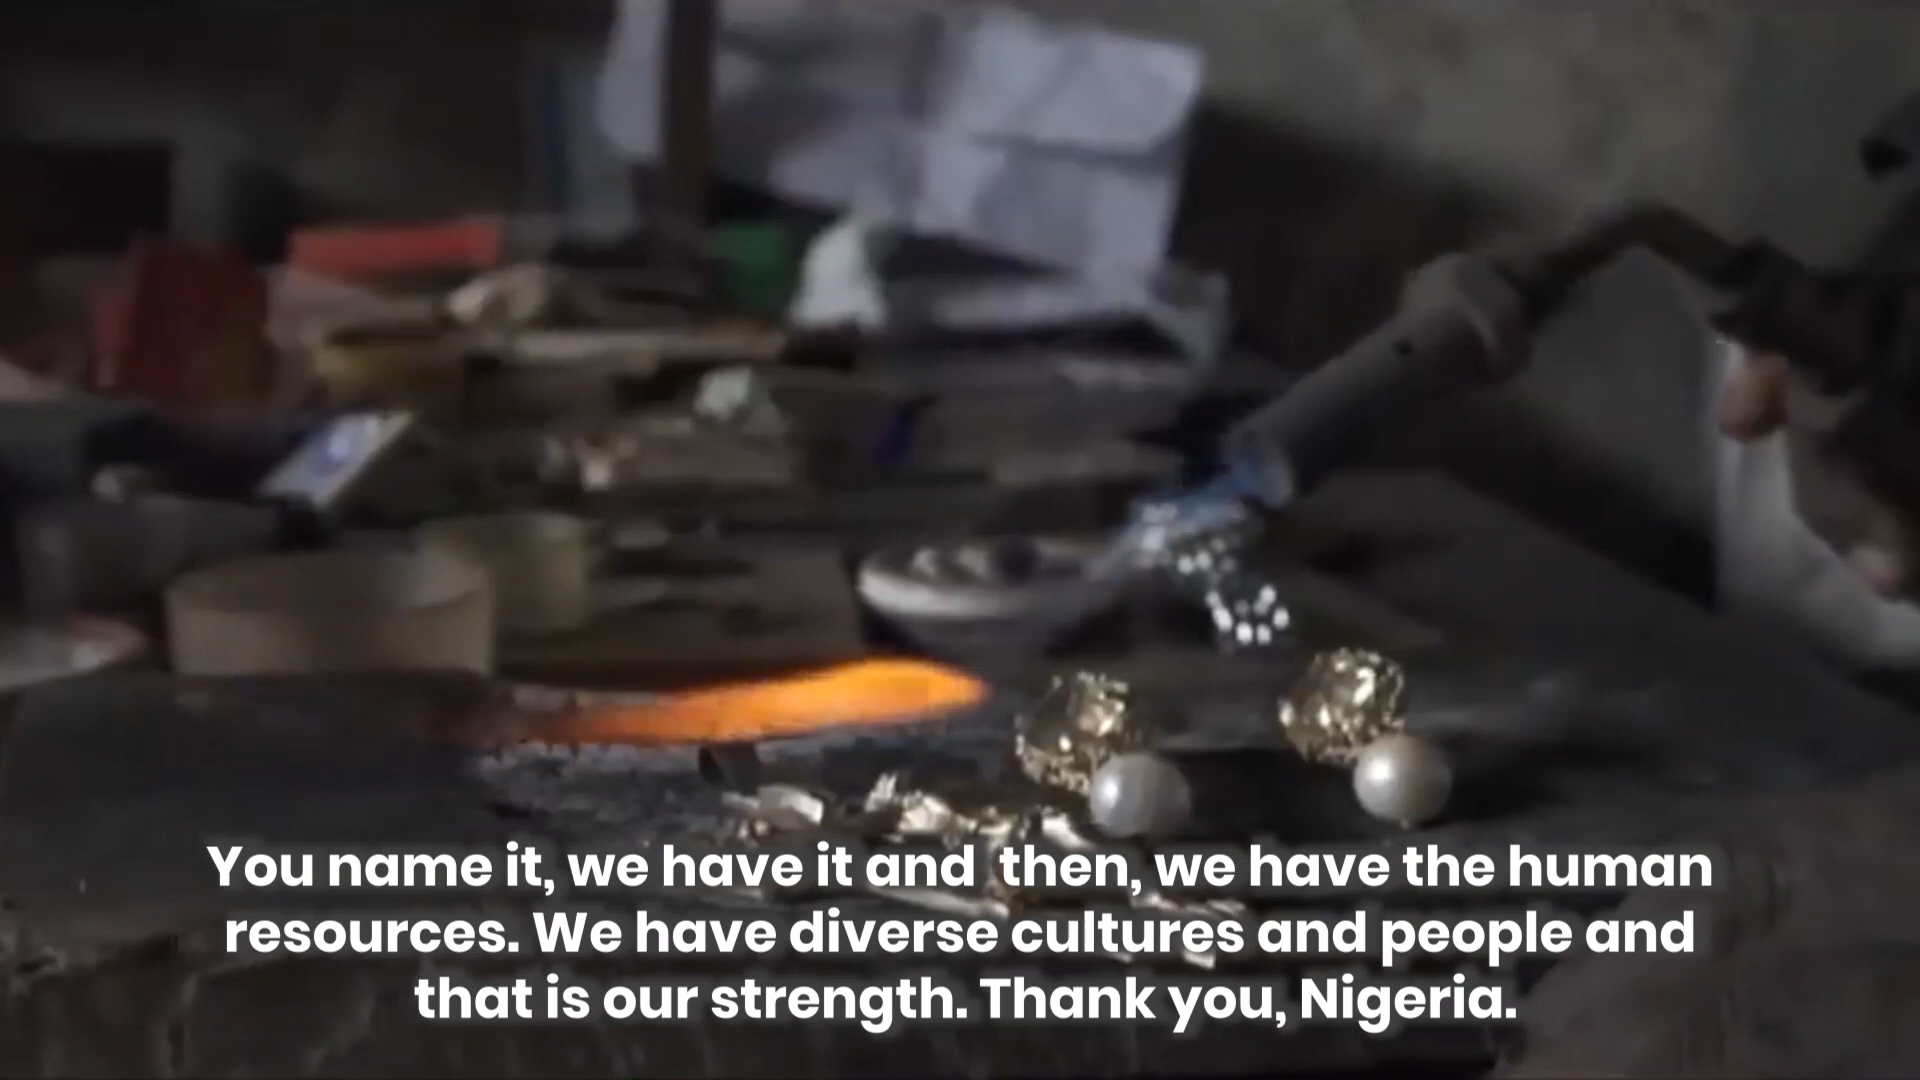 You name it, we have it and  then, we have the human
resources. We have diverse cultures and people and
that is our strength. Thank you, Nigeria.